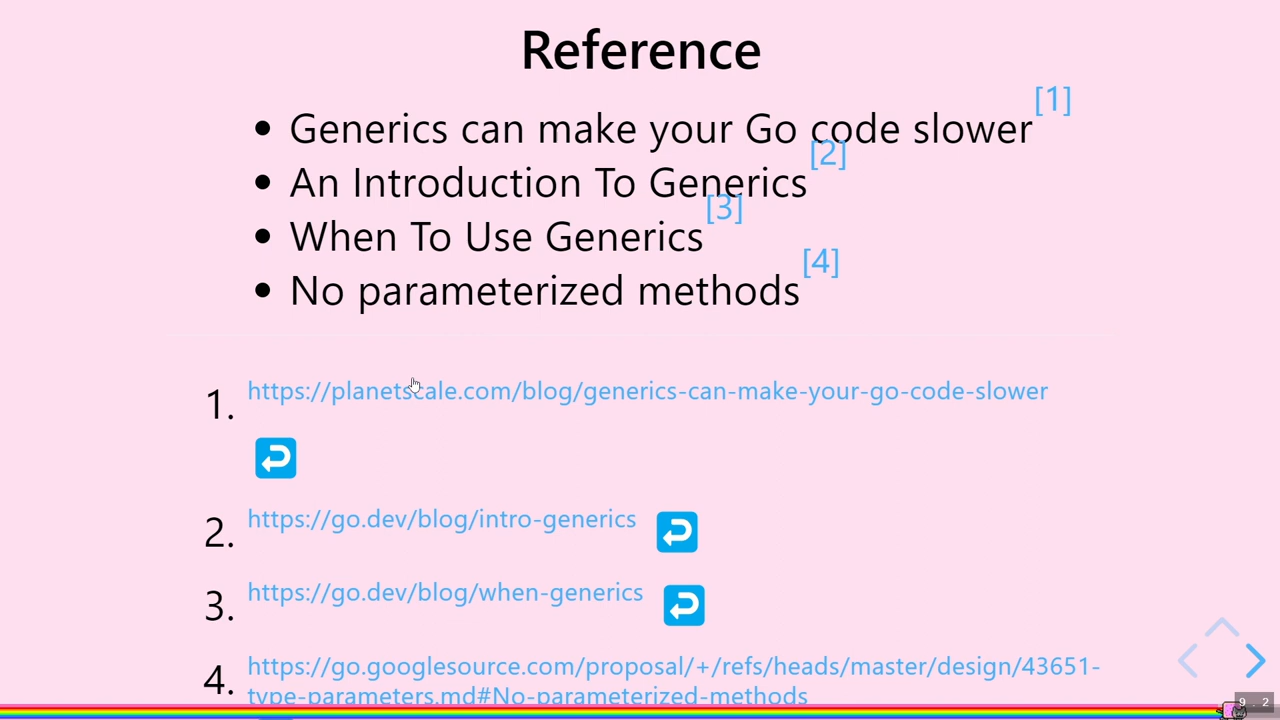 Reference
Generics can make your Go code slower[1]
An Introduction To Generics[2]
When To Use Generics[3]
No parameterized methods[4]
1. https://planetscale.com/blog/generics-can-make-your-go-code-slower
2. https://go.dev/blog/intro-generics
3. https://go.dev/blog/when-generics
4. https://go.googlesource.com/proposal/+/refs/heads/master/design/43651-
type-parameters.md#No-parameterized-methods
9.2